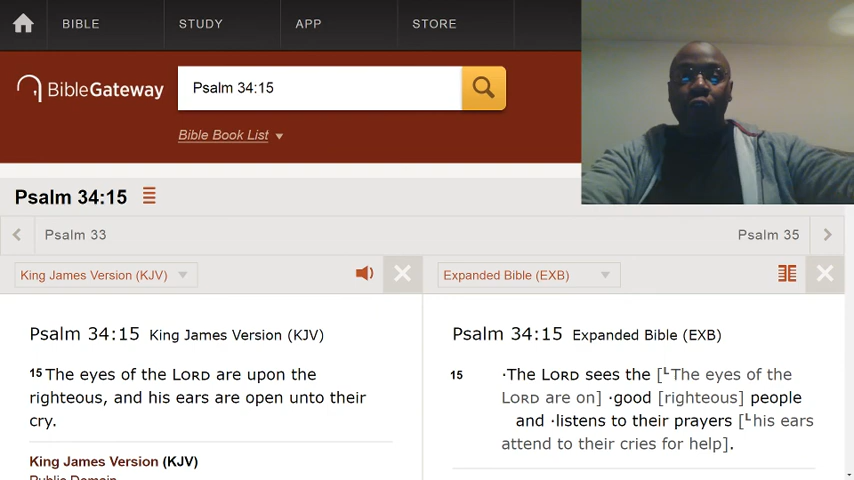 BIBLE STUDY APP STORE
BibleGateway Psalm 34:15
Bible Book List
Psalm 34:15
Psalm 33 Psalm 35
King James Version (KJV)
Psalm 34:15 King James Version (KJV)
15 The eyes of the LORD are upon the
righteous, and his ears are open unto their
cry.
King James Version (KJV)
Public Domain
Expanded Bible (EXB)
Psalm 34:15 Expanded Bible (EXB)
15 ·The LORD sees the [LThe eyes of the
LORD are on] ·good [righteous] people
and ·listens to their prayers [Lhis ears
attend to their cries for help].